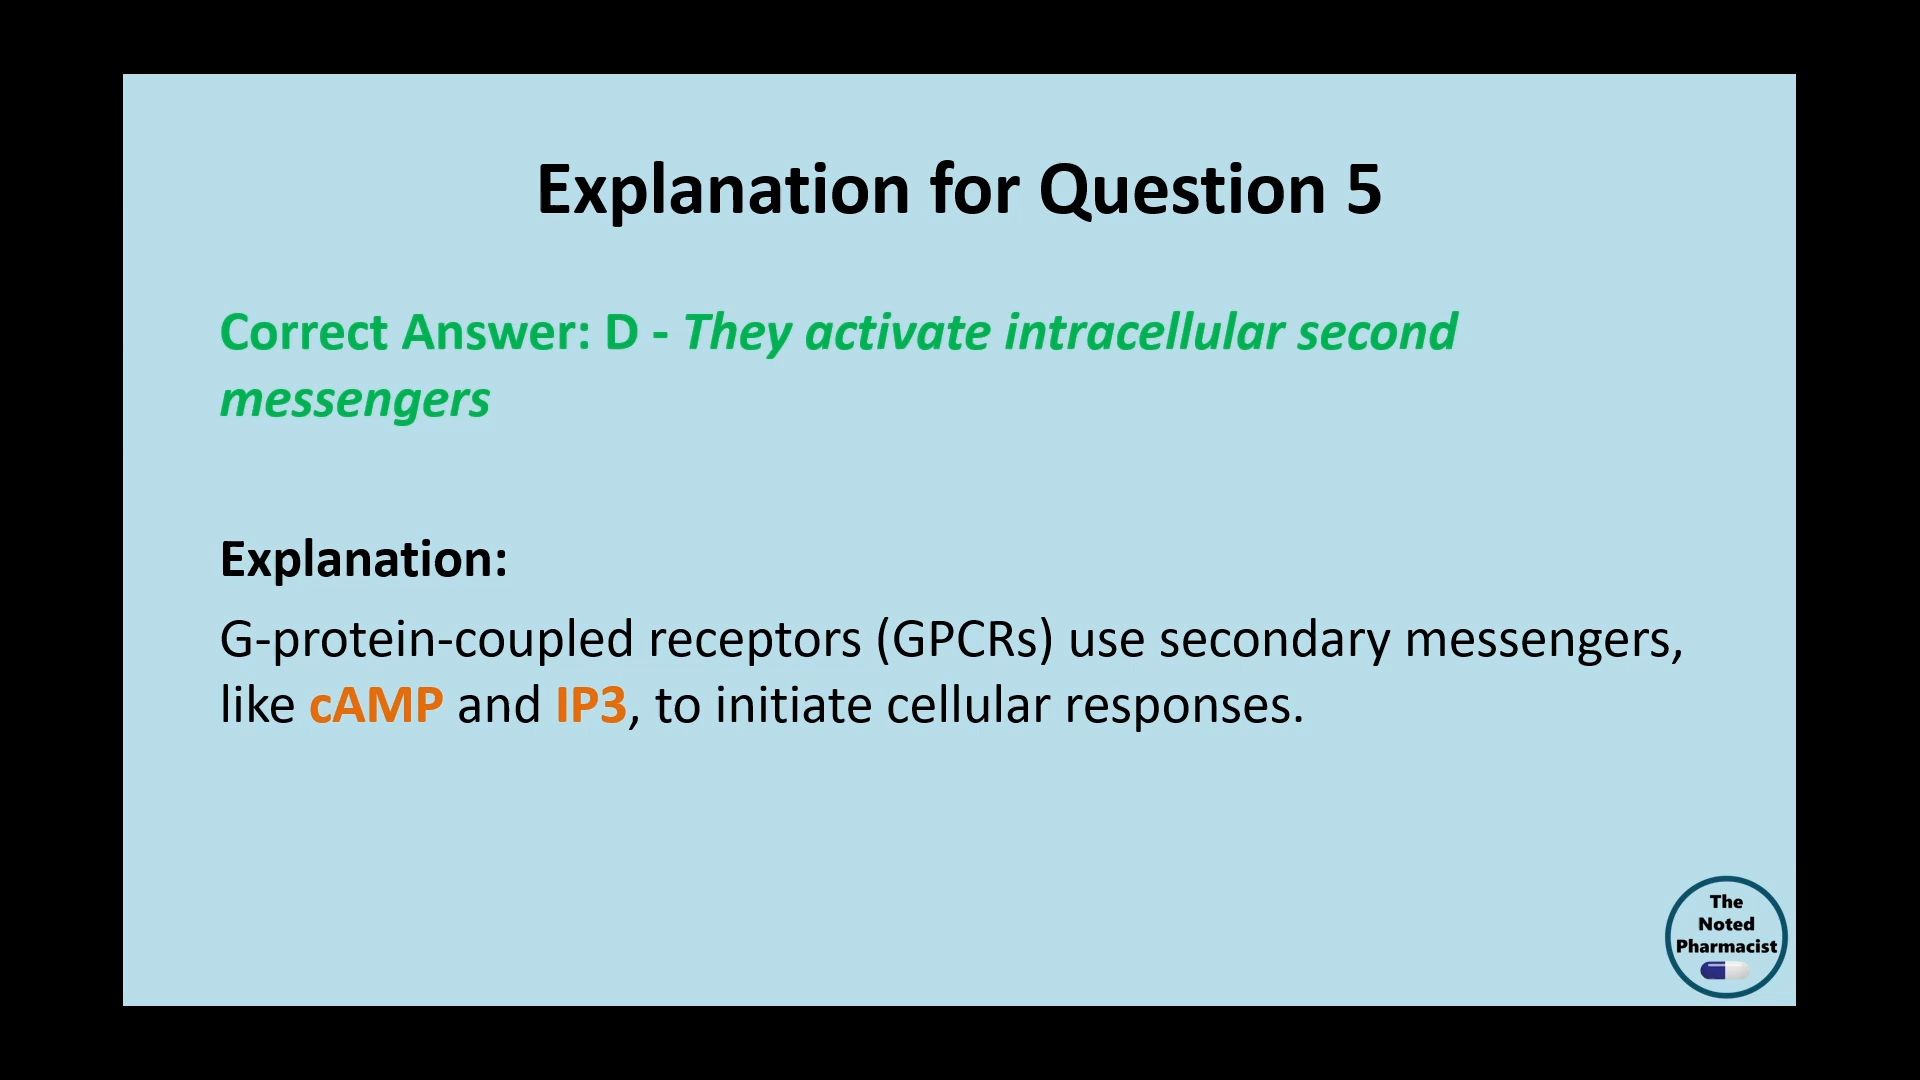 Explanation for Question 5
Correct Answer: D - They activate intracellular second
messengers
Explanation:
G-protein-coupled receptors (GPCRs) use secondary messengers,
like cAMP and IP3, to initiate cellular responses.
The
Noted
Pharmacist